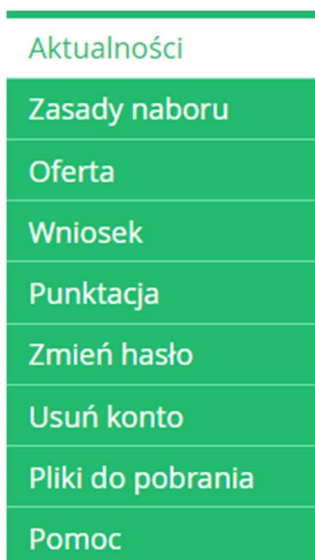 Aktualności
Zasady naboru
Oferta
Wniosek
Punktacja
Zmień hasło
Usuń konto
Pliki do pobrania
Pomoc